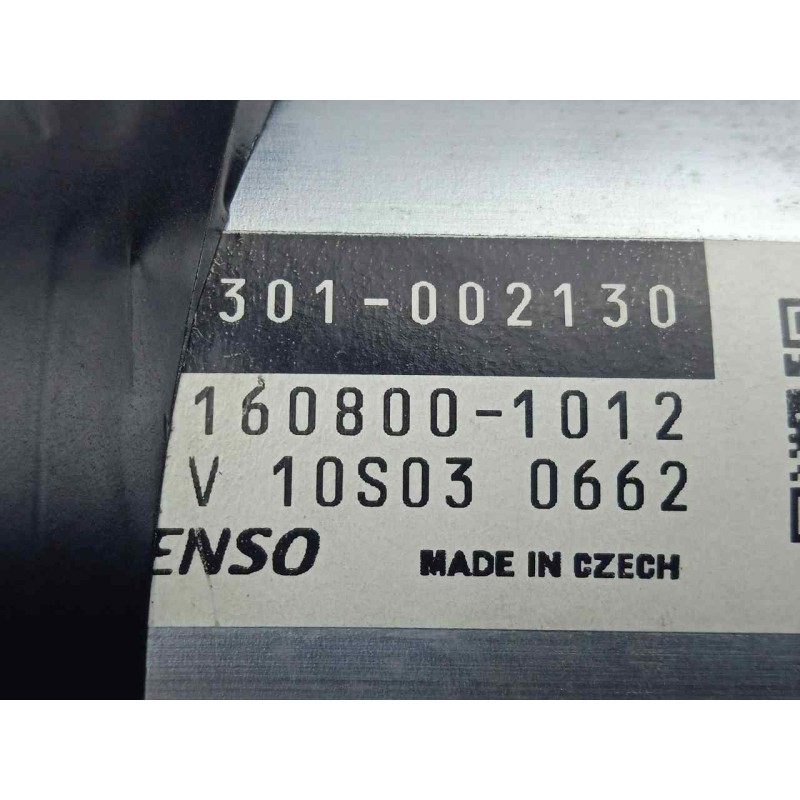 301-002130
160800-1012
V 10S03 0662
ENSO
MADE IN CZECH